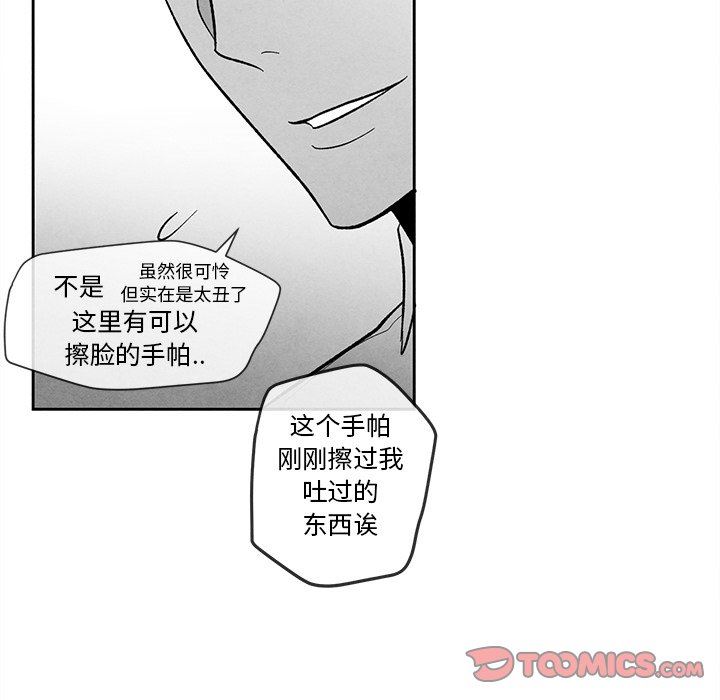 虽然很可怜
但实在是太丑了
不是
这里有可以
擦脸的手帕..
这个手帕
刚刚擦过我
吐过的
东西诶
TOOMICS.COM